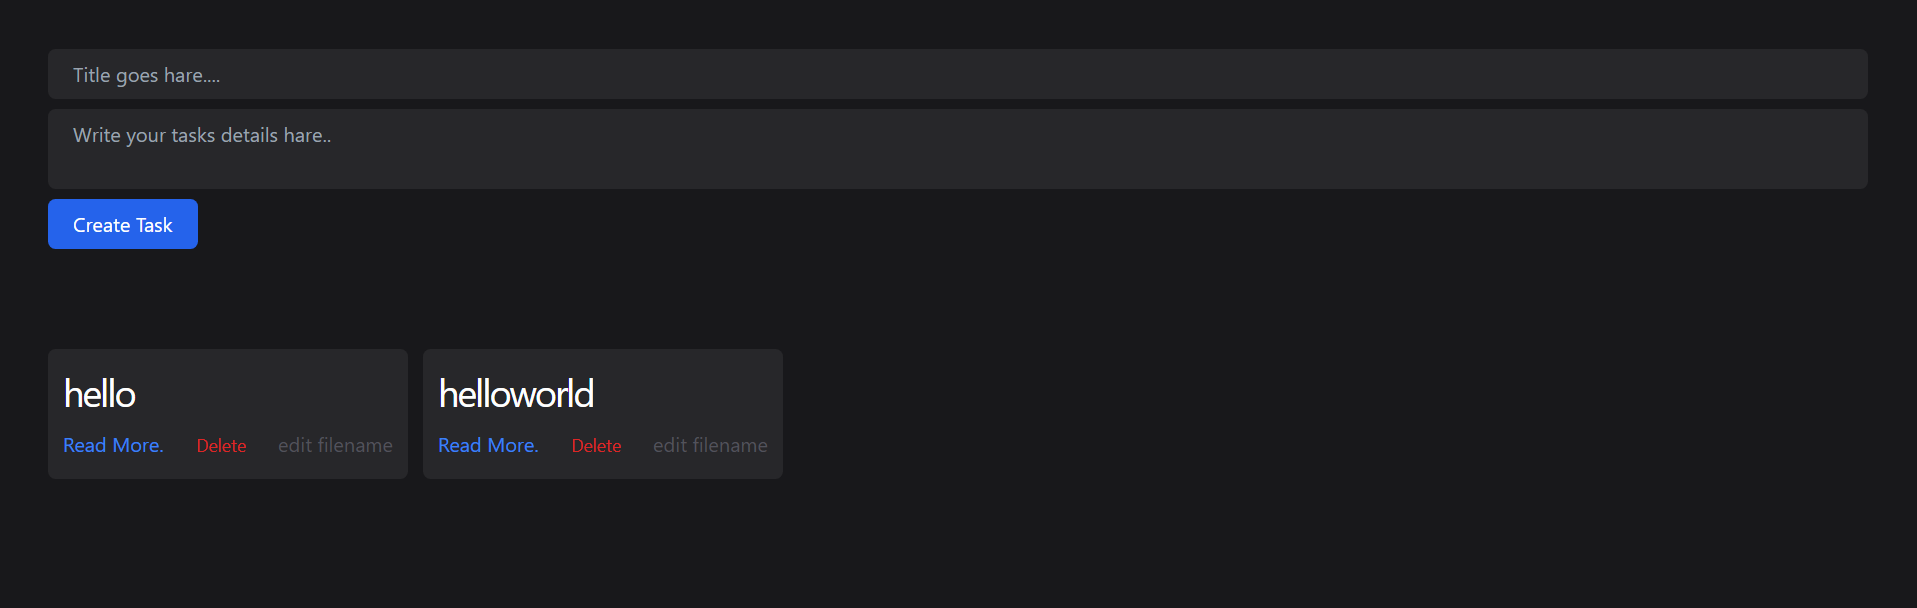 Title goes hare....
Write your tasks details hare..
Create Task
hello
Read More. Delete edit filename
helloworld
Read More. Delete edit filename